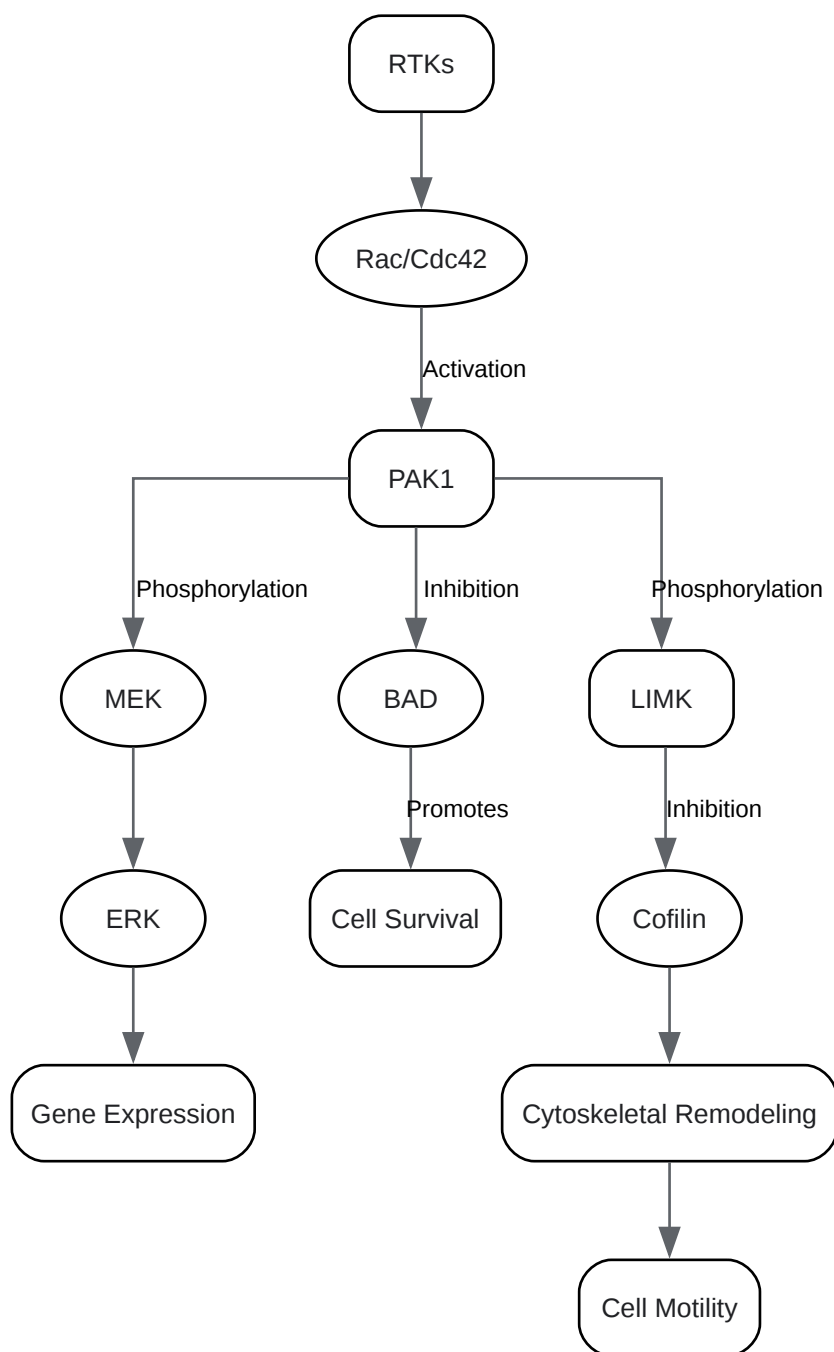 RTKs
Rac/Cdc42
Activation
PAK1
Phosphorylation
Inhibition
Phosphorylation
MEK
BAD
LIMK
Promotes
Inhibition
ERK
Cell Survival
Cofilin
Gene Expression
Cytoskeletal Remodeling
Cell Motility